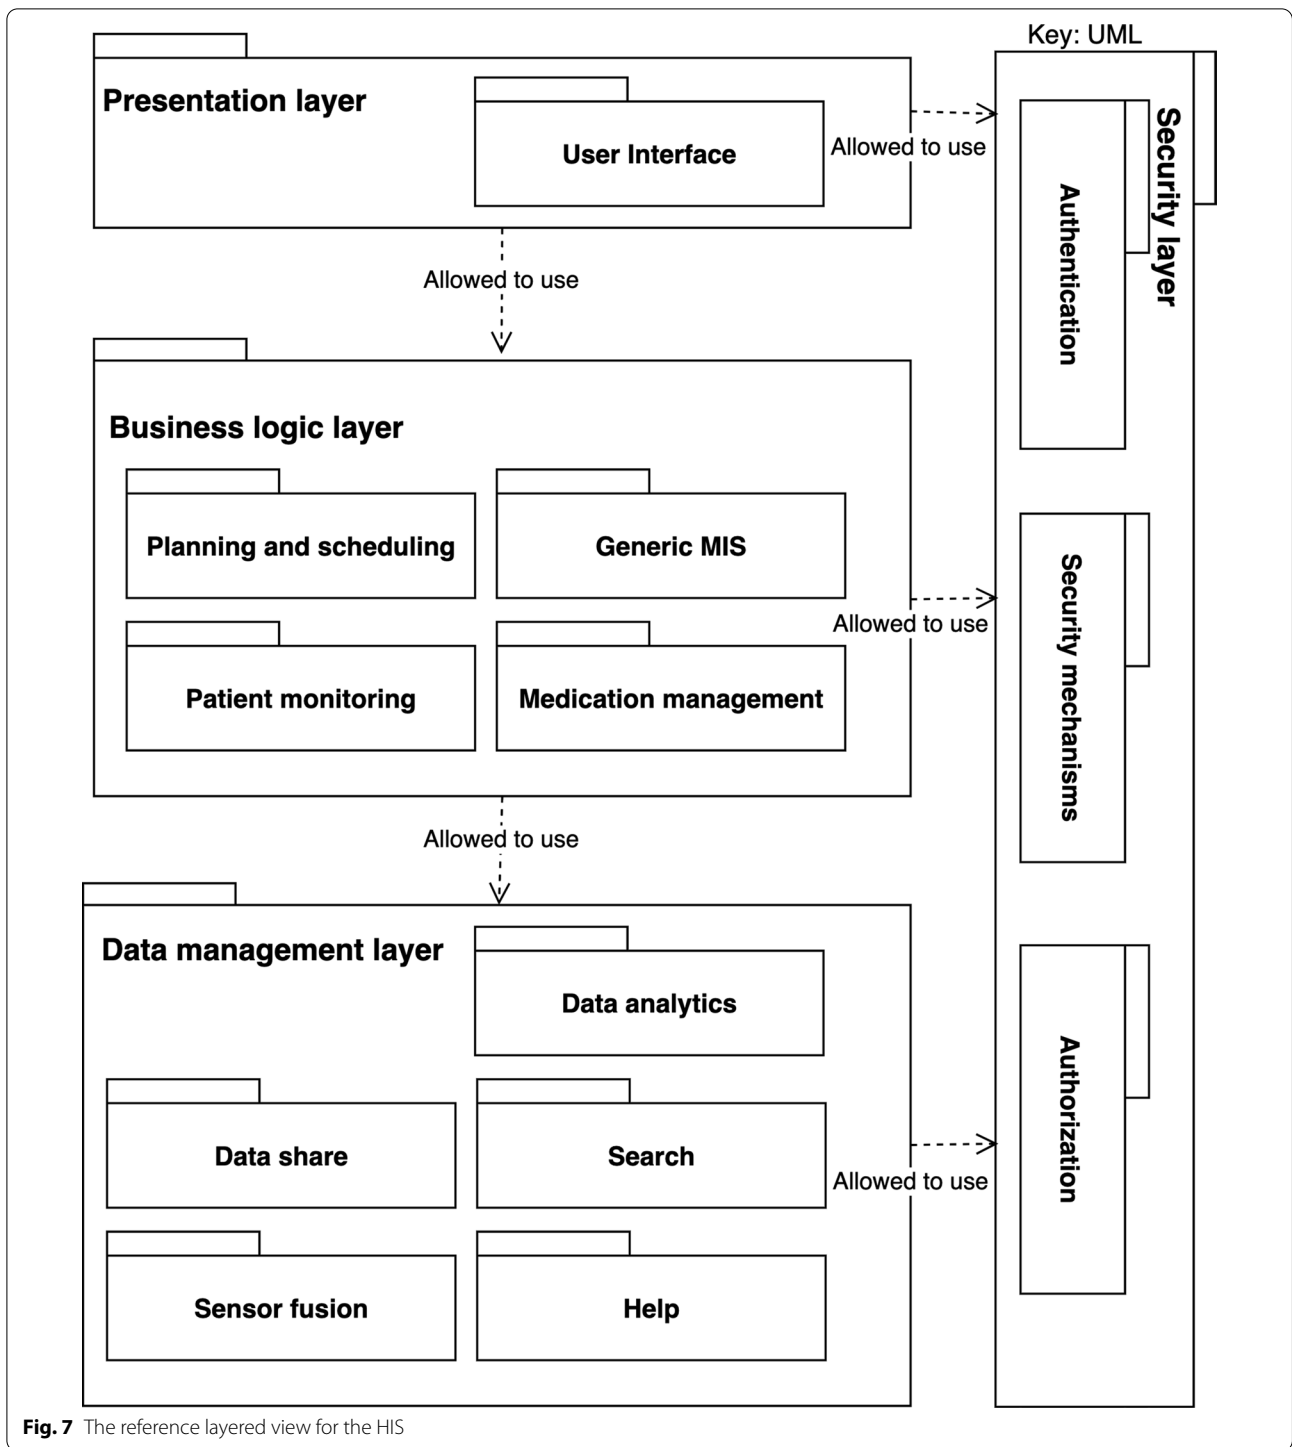 Key: UML
Presentation layer
User Interface
Allowed to use
Security layer
Authentication
Allowed to use
Business logic layer
Planning and scheduling
Generic MIS
Allowed to use
Security mechanisms
Patient monitoring
Medication management
Allowed to use
Data management layer
Data analytics
Data share
Search
Allowed to use
Authorization
Sensor fusion
Help
Fig. 7 The reference layered view for the HIS